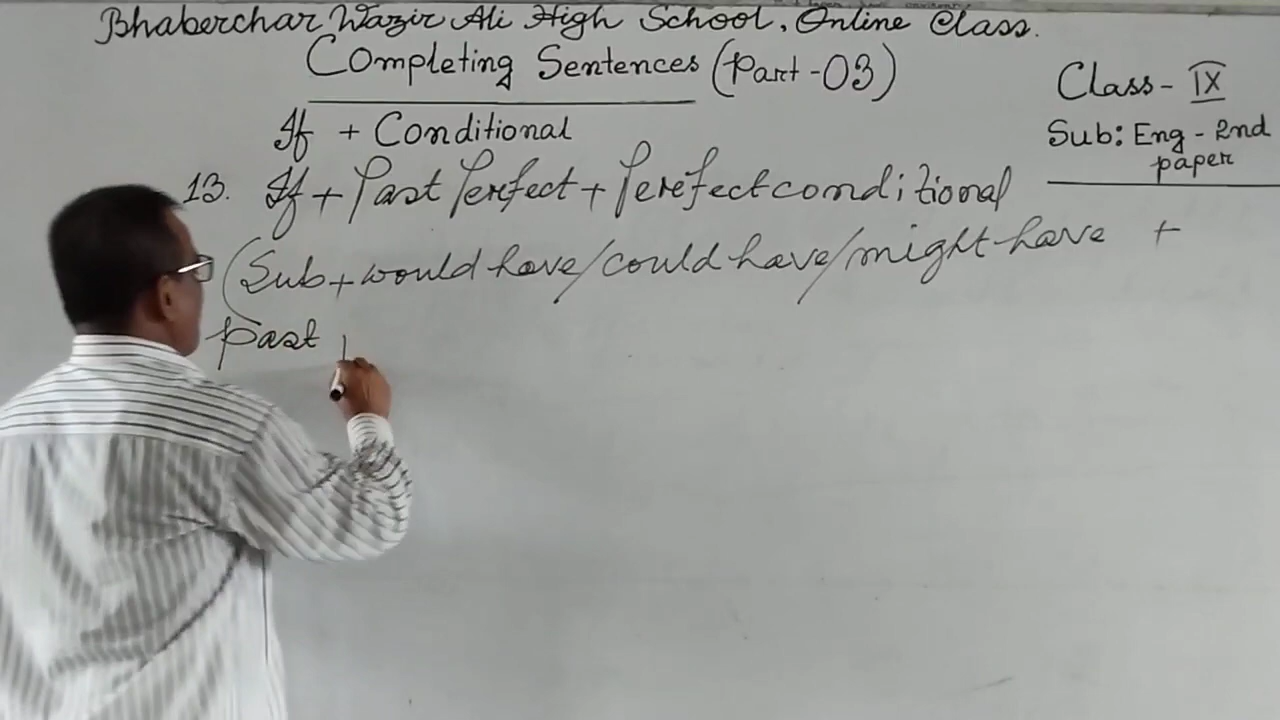 Bhaberchar Wazir Ali High School, Online Class.
Completing Sentences (Part-03)
Class - IX
Sub: Eng - 2nd
paper
If + Conditional
13. If + Past Perfect + Perefect conditional
(Sub + would have/could have/might have +
past